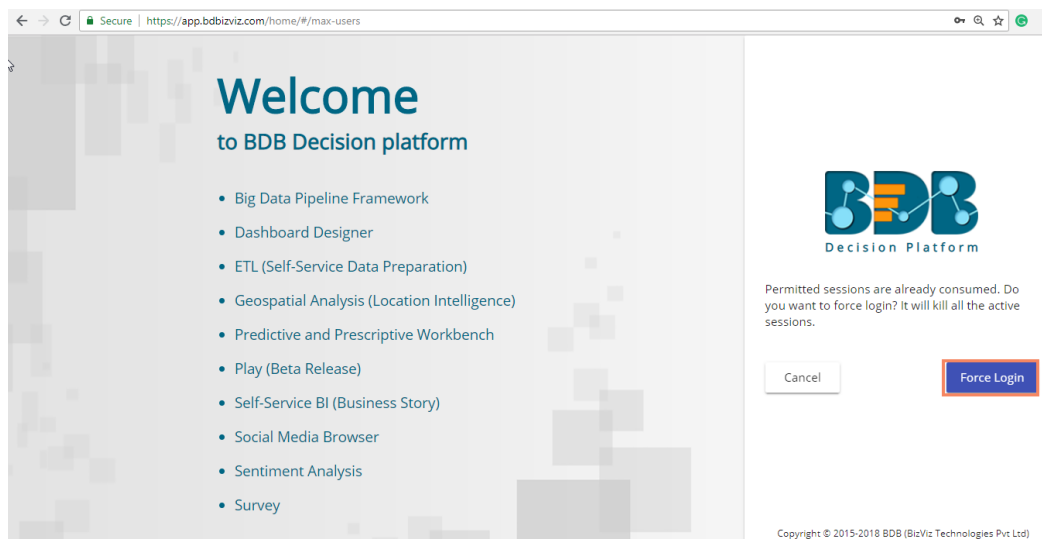 Secure | https://app.bdbizviz.com/home/#/max-users
Welcome
to BDB Decision platform
• Big Data Pipeline Framework
• Dashboard Designer
• ETL (Self-Service Data Preparation)
• Geospatial Analysis (Location Intelligence)
• Predictive and Prescriptive Workbench
• Play (Beta Release)
• Self-Service BI (Business Story)
• Social Media Browser
• Sentiment Analysis
• Survey
BDB
Decision Platform
Permitted sessions are already consumed. Do
you want to force login? It will kill all the active
sessions.
Cancel
Force Login
Copyright © 2015-2018 BDB (BizViz Technologies Pvt Ltd)